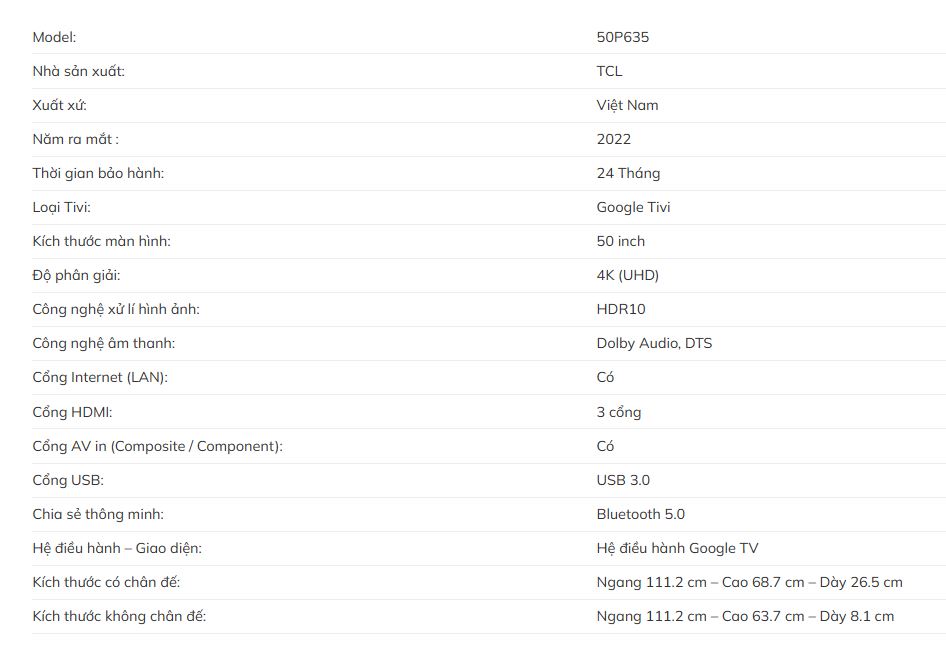 Model: 50P635
Nhà sản xuất: TCL
Xuất xứ: Việt Nam
Năm ra mắt : 2022
Thời gian bảo hành: 24 Tháng
Loại Tivi: Google Tivi
Kích thước màn hình: 50 inch
Độ phân giải: 4K (UHD)
Công nghệ xử lí hình ảnh: HDR10
Công nghệ âm thanh: Dolby Audio, DTS
Cổng Internet (LAN): Có
Cổng HDMI: 3 cổng
Cổng AV in (Composite / Component): Có
Cổng USB: USB 3.0
Chia sẻ thông minh: Bluetooth 5.0
Hệ điều hành – Giao diện: Hệ điều hành Google TV
Kích thước có chân đế: Ngang 111.2 cm – Cao 68.7 cm – Dày 26.5 cm
Kích thước không chân đế: Ngang 111.2 cm – Cao 63.7 cm – Dày 8.1 cm